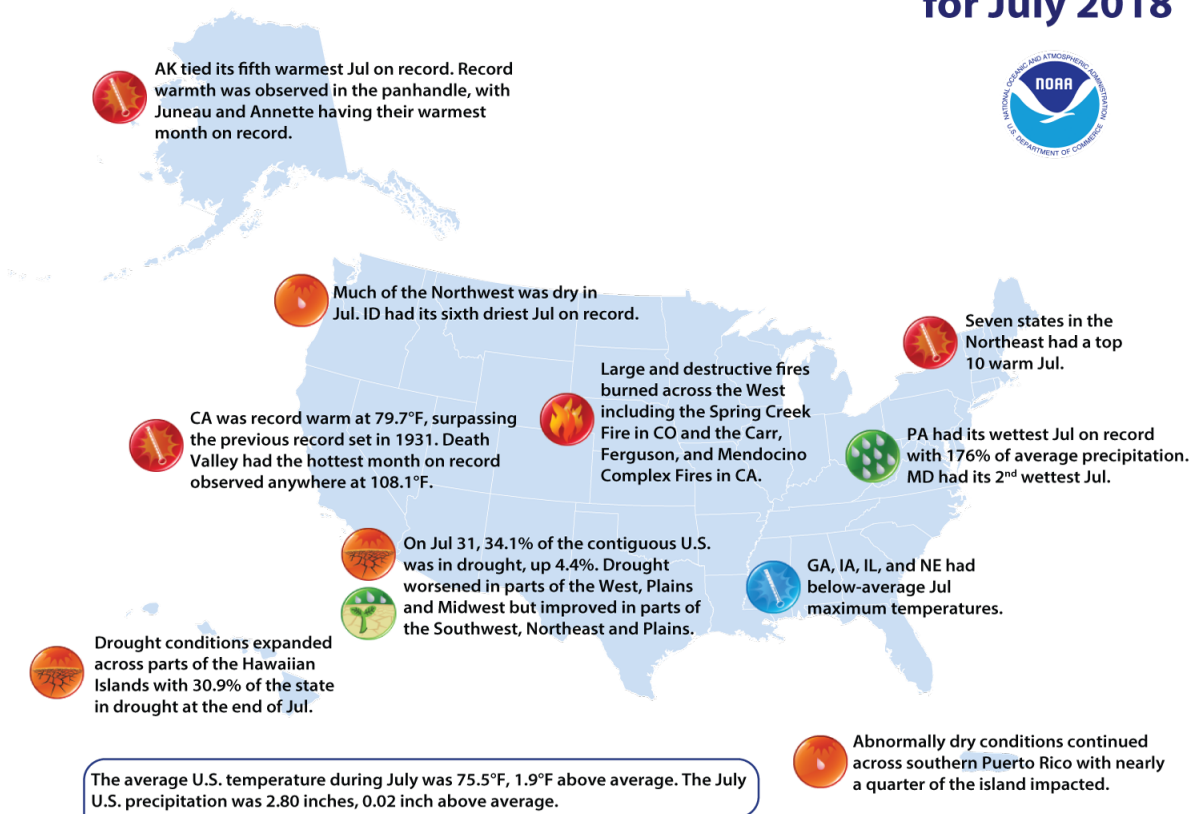 for July 2018
NATIONAL OCEANIC AND ATMOSPHERIC ADMINISTRATION
NOAA
U.S. DEPARTMENT OF COMMERCE
AK tied its fifth warmest Jul on record. Record
warmth was observed in the panhandle, with
Juneau and Annette having their warmest
month on record.
Much of the Northwest was dry in
Jul. ID had its sixth driest Jul on record.
Seven states in the
Northeast had a top
10 warm Jul.
Large and destructive fires
burned across the West
including the Spring Creek
Fire in CO and the Carr,
Ferguson, and Mendocino
Complex Fires in CA.
CA was record warm at 79.7°F, surpassing
the previous record set in 1931. Death
Valley had the hottest month on record
observed anywhere at 108.1°F.
PA had its wettest Jul on record
with 176% of average precipitation.
MD had its 2nd wettest Jul.
On Jul 31, 34.1% of the contiguous U.S.
was in drought, up 4.4%. Drought
worsened in parts of the West, Plains
and Midwest but improved in parts of
the Southwest, Northeast and Plains.
GA, IA, IL, and NE had
below-average Jul
maximum temperatures.
Drought conditions expanded
across parts of the Hawaiian
Islands with 30.9% of the state
in drought at the end of Jul.
Abnormally dry conditions continued
across southern Puerto Rico with nearly
a quarter of the island impacted.
The average U.S. temperature during July was 75.5°F, 1.9°F above average. The July
U.S. precipitation was 2.80 inches, 0.02 inch above average.